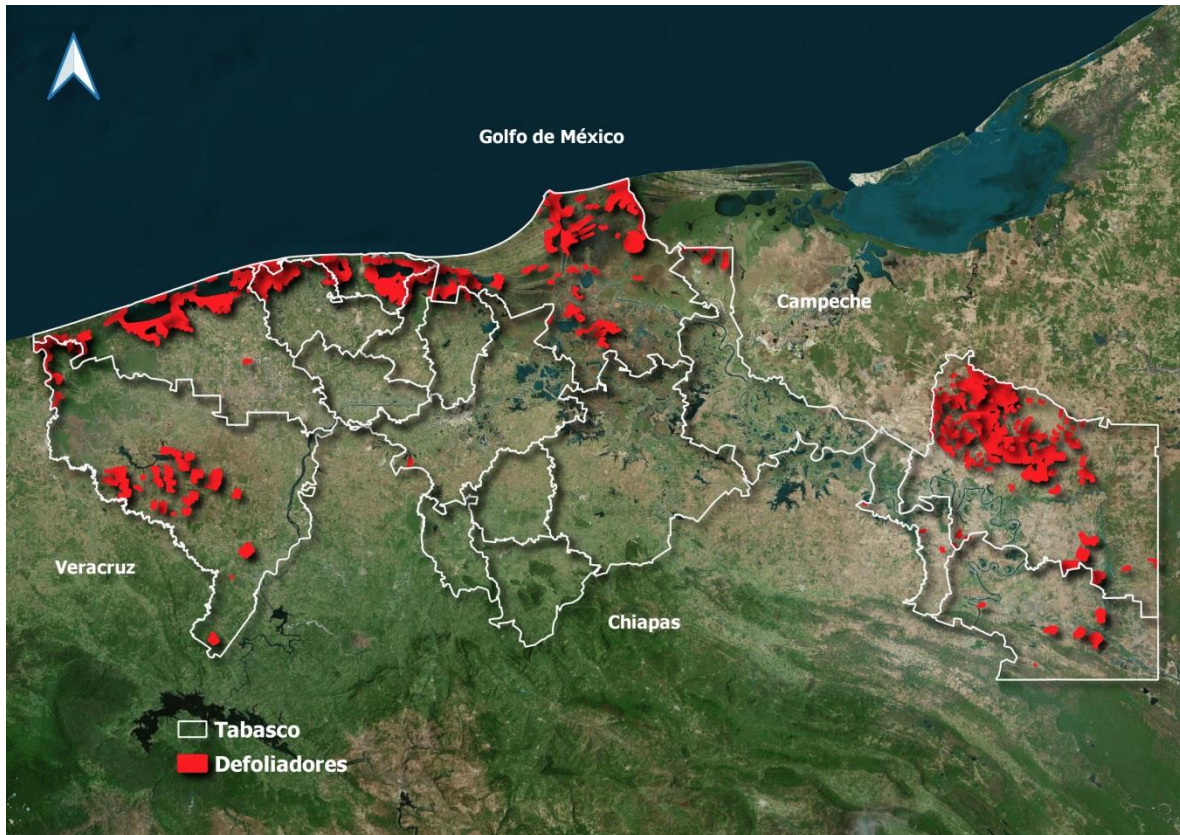 Golfo de México
Campeche
Veracruz
Chiapas
Tabasco
Defoliadores